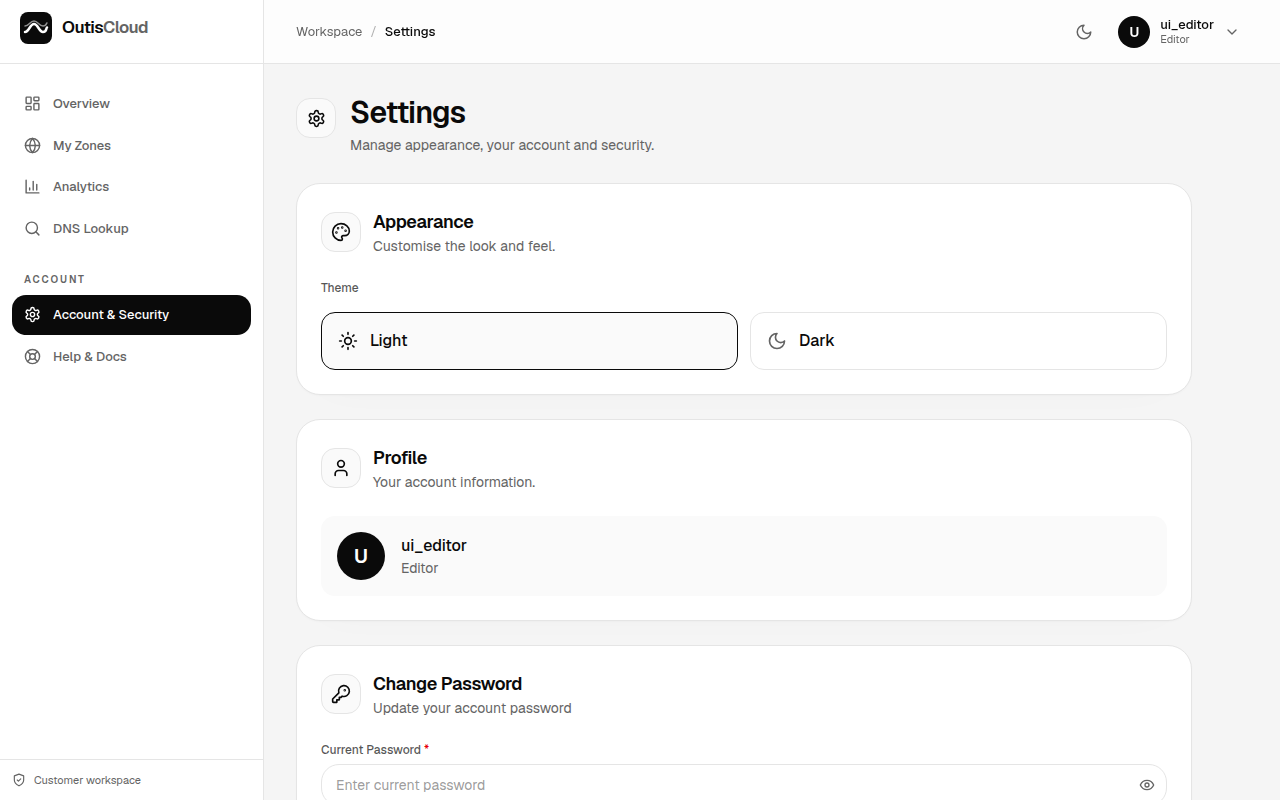 OutisCloud
Workspace / Settings
U
ui_editor
Editor
Overview
My Zones
Analytics
DNS Lookup
ACCOUNT
Account & Security
Help & Docs
Customer workspace
Settings
Manage appearance, your account and security.
Appearance
Customise the look and feel.
Theme
Light
Dark
Profile
Your account information.
U
ui_editor
Editor
Change Password
Update your account password
Current Password *
Enter current password